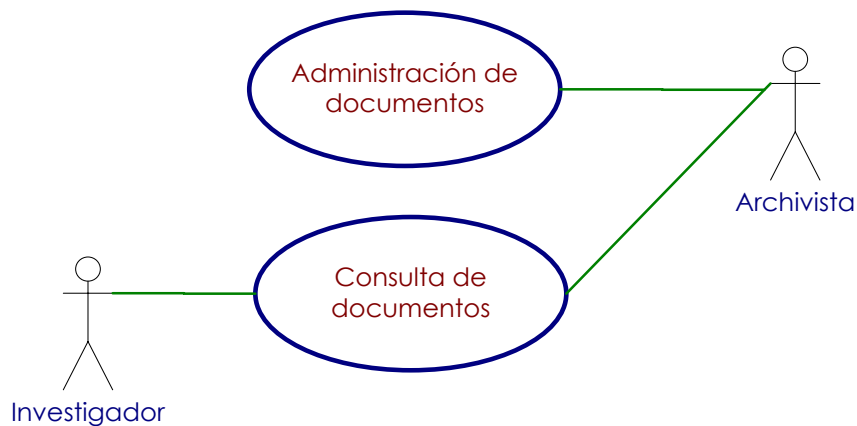 Administración de
documentos
Archivista
Consulta de
documentos
Investigador